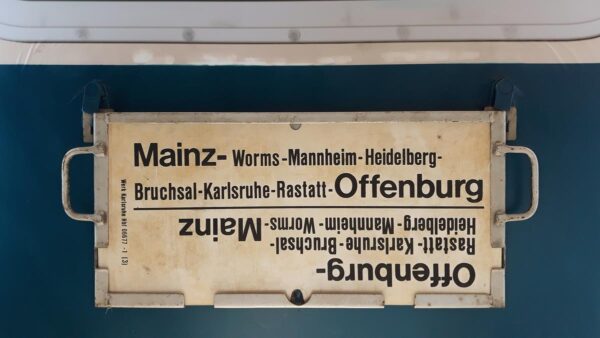 Mainz- Worms-Mannheim-Heidelberg-
Bruchsal-Karlsruhe-Rastatt-Offenburg
Offenburg-
Rastatt-Karlsruhe-Bruchsal-
Heidelberg-Mannheim-Worms-Mainz